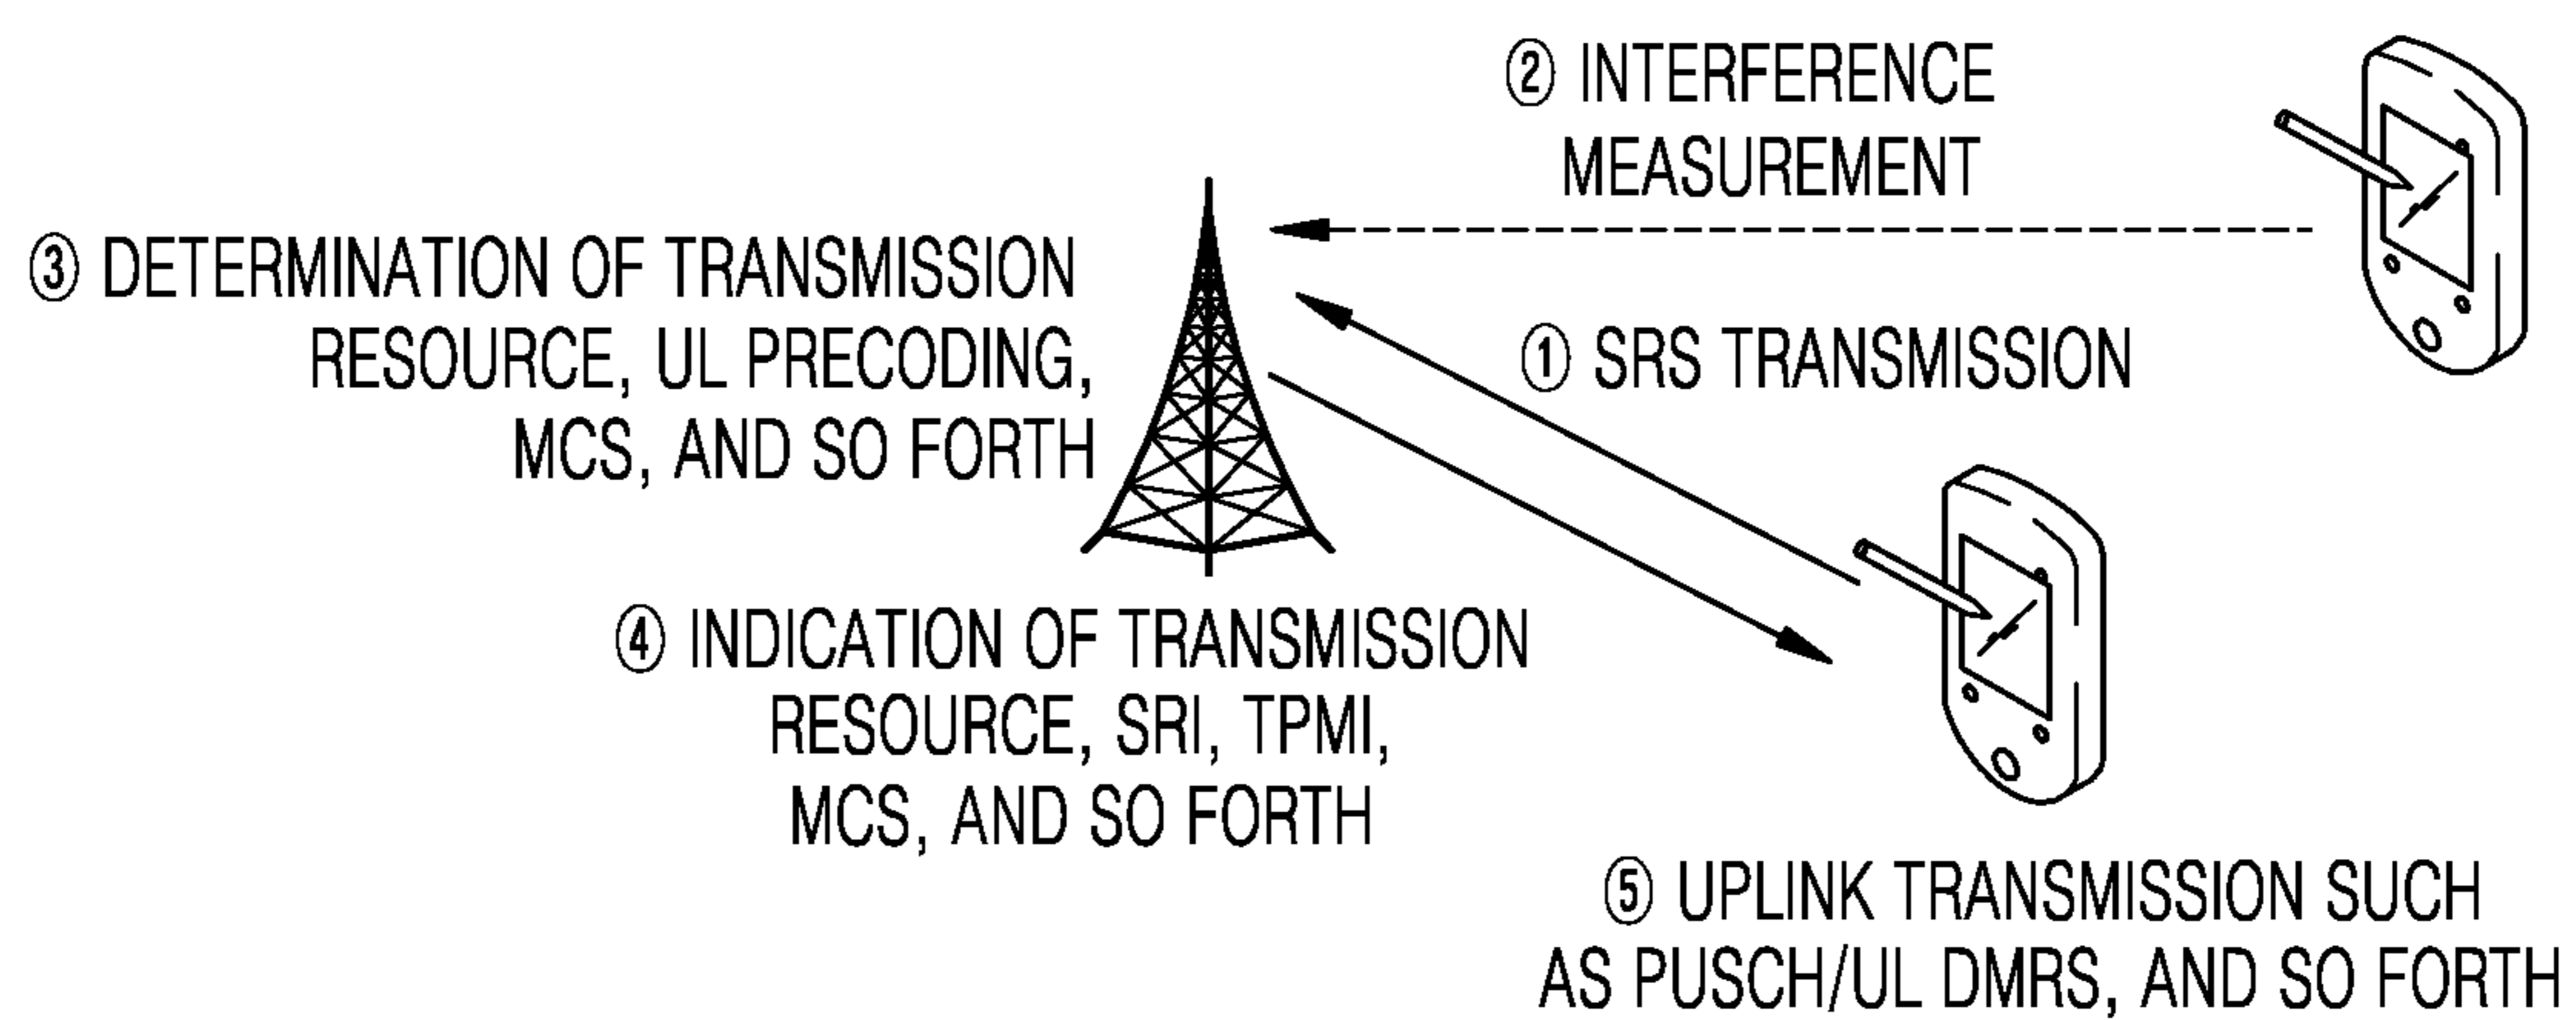 ② INTERFERENCE
MEASUREMENT
③ DETERMINATION OF TRANSMISSION
RESOURCE, UL PRECODING,
MCS, AND SO FORTH
① SRS TRANSMISSION
④ INDICATION OF TRANSMISSION
RESOURCE, SRI, TPMI,
MCS, AND SO FORTH
⑤ UPLINK TRANSMISSION SUCH
AS PUSCH/UL DMRS, AND SO FORTH